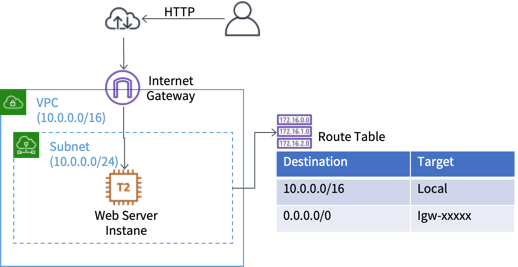 HTTP
Internet
Gateway
VPC
(10.0.0.0/16)
172.16.0.0
172.16.1.0
172.16.2.0
Route Table
Subnet
(10.0.0.0/24)
T2
Web Server
Instane
Destination Target
10.0.0.0/16 Local
0.0.0.0/0 Igw-xxxxx